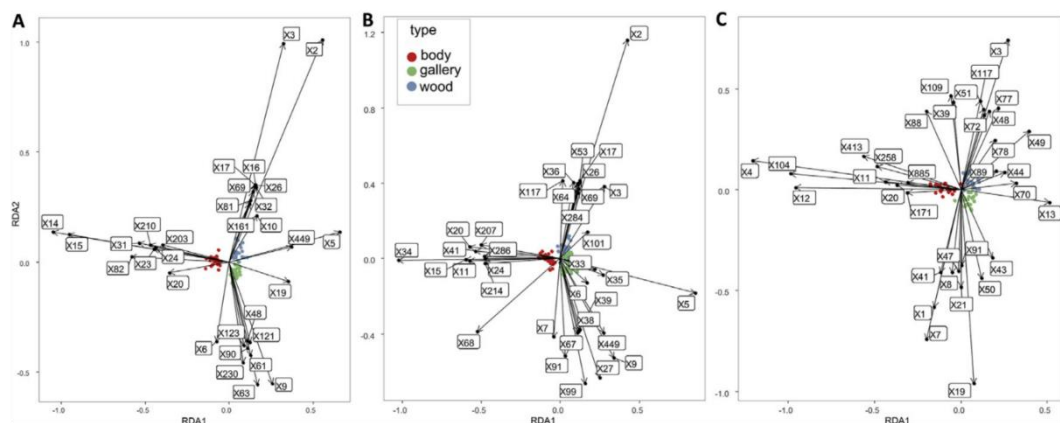 A
B
C
type
body
gallery
wood
1.0
0.5
0.0
-0.5
RDA2
-1.0
-0.5
0.0
0.5
RDA1
X3
X2
X17
X16
X69
X26
X81
X32
X161
X10
X14
X15
X210
X31
X203
X23
X24
X82
X20
X449
X5
X19
X48
X123
X121
X6
X90
X61
X230
X9
X63
1.2
0.8
0.4
0.0
-0.4
-1.0
-0.5
0.0
0.5
RDA1
X2
X53
X17
X36
X26
X117
X64
X69
X3
X284
X20
X207
X101
X34
X41
X286
X15
X11
X24
X33
X35
X214
X6
X5
X39
X7
X38
X68
X67
X449
X91
X9
X27
X99
0.5
0.0
-0.5
-1.0
-1.0
-0.5
0.0
0.5
RDA1
X3
X117
X109
X51
X77
X39
X48
X88
X72
X49
X413
X258
X78
X4
X104
X885
X89
X44
X11
X12
X20
X70
X171
X13
X47
X91
X41
X8
X43
X50
X1
X21
X7
X19